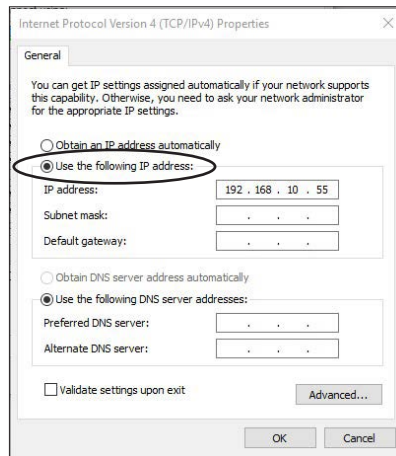 Internet Protocol Version 4 (TCP/IPv4) Properties
General
You can get IP settings assigned automatically if your network supports
this capability. Otherwise, you need to ask your network administrator
for the appropriate IP settings.
Obtain an IP address automatically
Use the following IP address:
IP address: 192 . 168 . 10 . 55
Subnet mask: . . .
Default gateway: . . .
Obtain DNS server address automatically
Use the following DNS server addresses:
Preferred DNS server: . . .
Alternate DNS server: . . .
Validate settings upon exit
Advanced...
OK Cancel